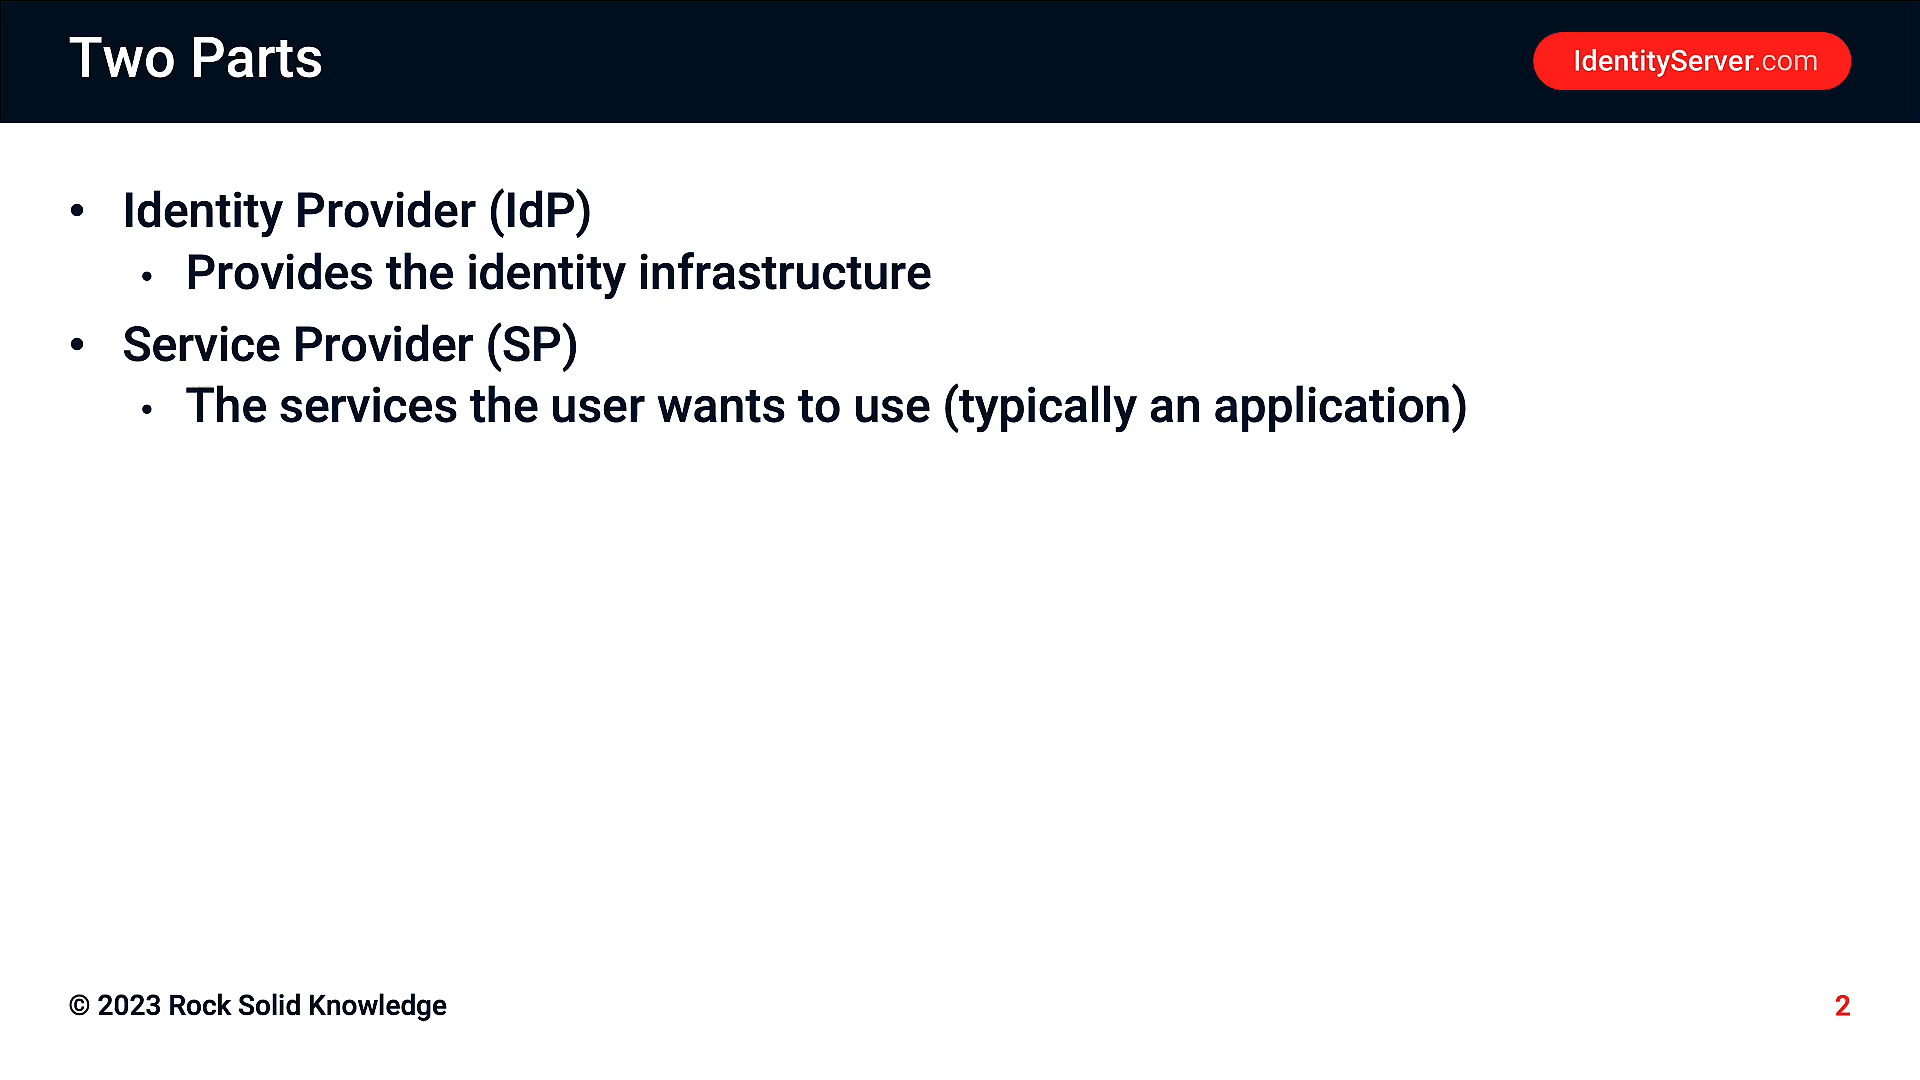 Two Parts
IdentityServer.com
• Identity Provider (IdP)
• Provides the identity infrastructure
• Service Provider (SP)
• The services the user wants to use (typically an application)
© 2023 Rock Solid Knowledge
2